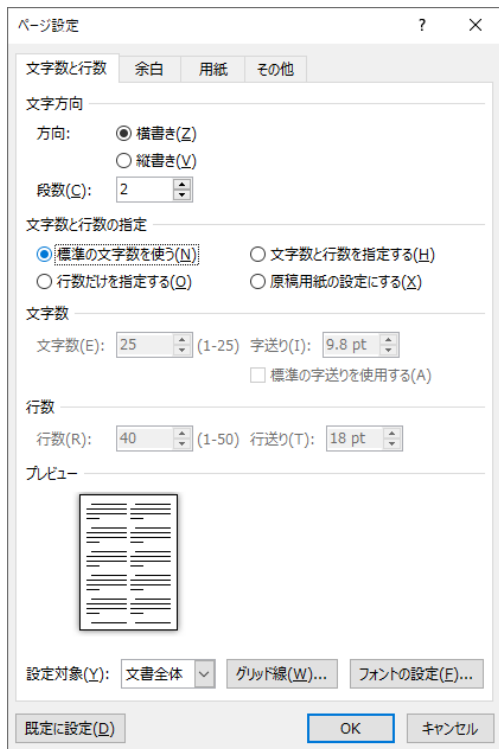 ページ設定 ? ×
文字数と行数 余白 用紙 その他
文字方向
方向: 横書き(Z)
縦書き(V)
段数(C): 2
文字数と行数の指定
標準の文字数を使う(N) 文字数と行数を指定する(H)
行数だけを指定する(O) 原稿用紙の設定にする(X)
文字数
文字数(E): 25 (1-25) 字送り(I): 9.8 pt
標準の字送りを使用する(A)
行数
行数(R): 40 (1-50) 行送り(T): 18 pt
プレビュー
設定対象(Y): 文書全体 グリッド線(W)... フォントの設定(F)...
既定に設定(D) OK キャンセル